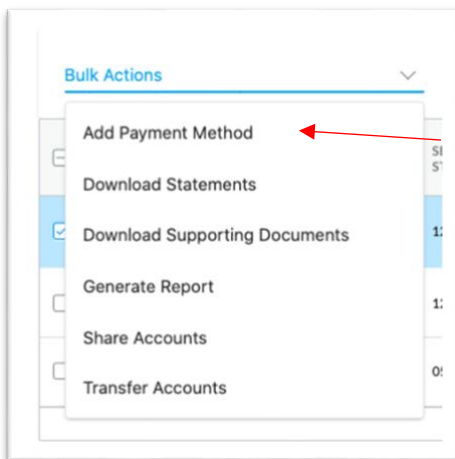 Bulk Actions
Add Payment Method
Download Statements
Download Supporting Documents
Generate Report
Share Accounts
Transfer Accounts